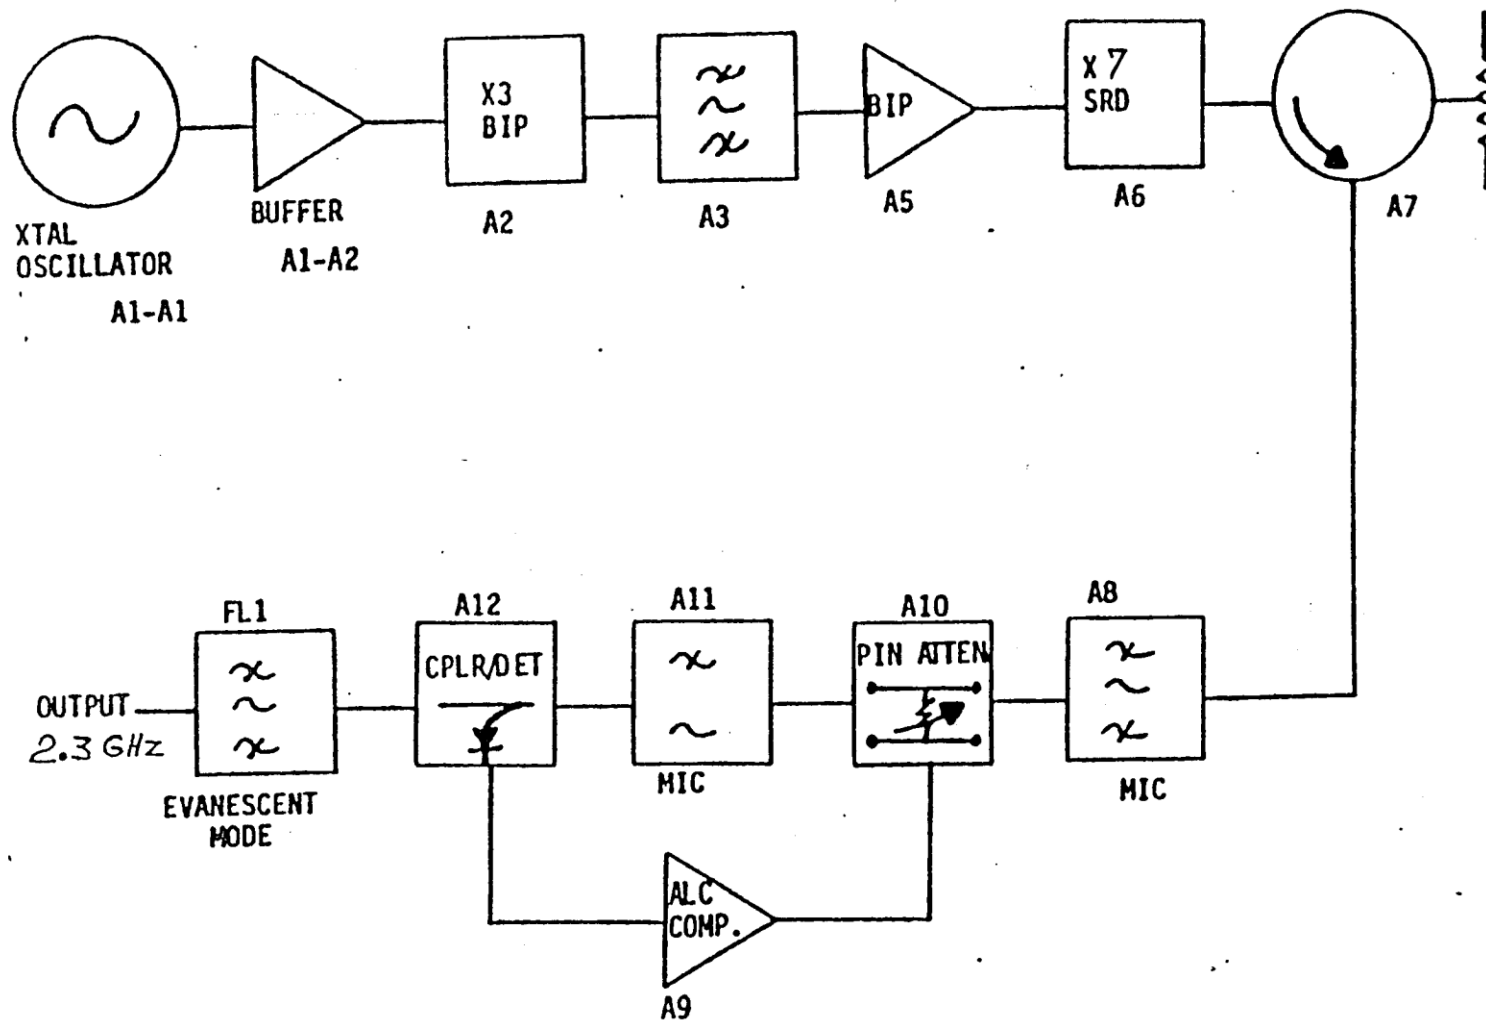 X3
BIP
BIP
X 7
SRD
XTAL
OSCILLATOR
A1-A1
BUFFER
A1-A2
A2
A3
A5
A6
A7
FL1
A12
A11
A10
A8
CPLR/DET
PIN ATTEN
OUTPUT
2.3 GHz
EVANESCENT
MODE
MIC
MIC
ALC
COMP.
A9